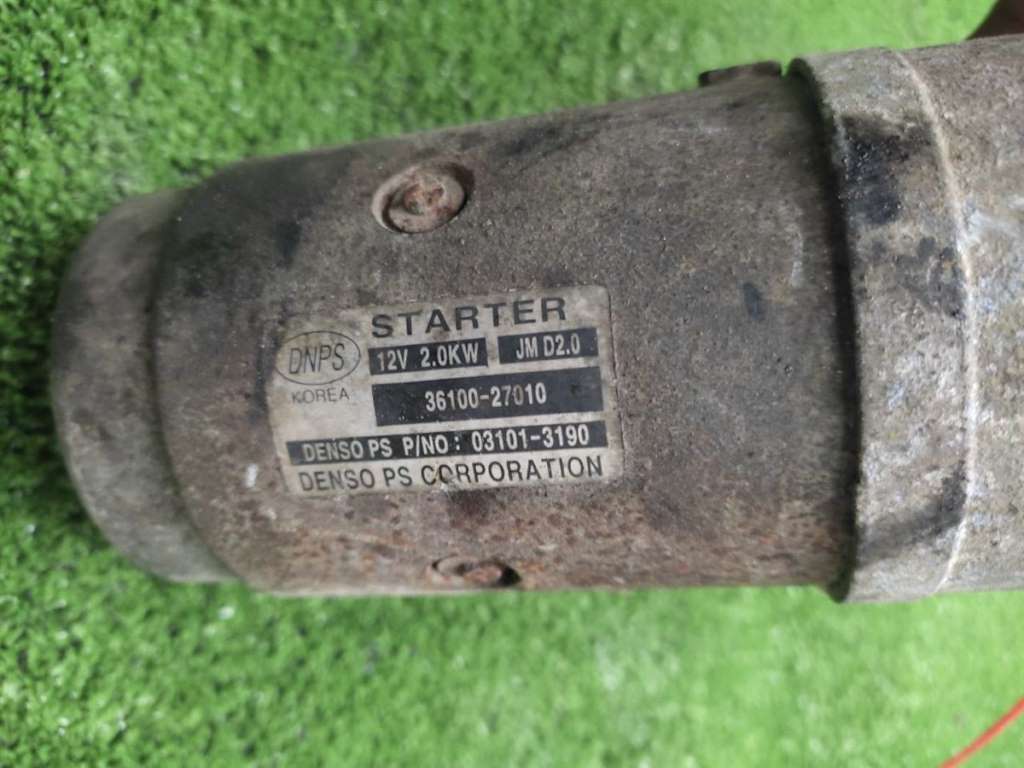 STARTER
DNPS 12V 2.0KW JM D2.0
KOREA 36100-27010
DENSO PS P/NO: 03101-3190
DENSO PS CORPORATION